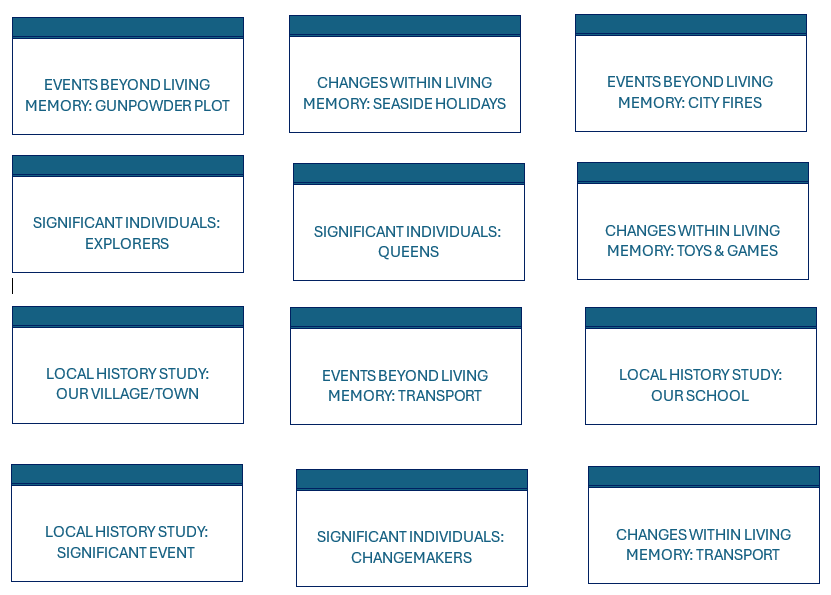 EVENTS BEYOND LIVING
MEMORY: GUNPOWDER PLOT
CHANGES WITHIN LIVING
MEMORY: SEASIDE HOLIDAYS
EVENTS BEYOND LIVING
MEMORY: CITY FIRES
SIGNIFICANT INDIVIDUALS:
EXPLORERS
SIGNIFICANT INDIVIDUALS:
QUEENS
CHANGES WITHIN LIVING
MEMORY: TOYS & GAMES
LOCAL HISTORY STUDY:
OUR VILLAGE/TOWN
EVENTS BEYOND LIVING
MEMORY: TRANSPORT
LOCAL HISTORY STUDY:
OUR SCHOOL
LOCAL HISTORY STUDY:
SIGNIFICANT EVENT
SIGNIFICANT INDIVIDUALS:
CHANGEMAKERS
CHANGES WITHIN LIVING
MEMORY: TRANSPORT